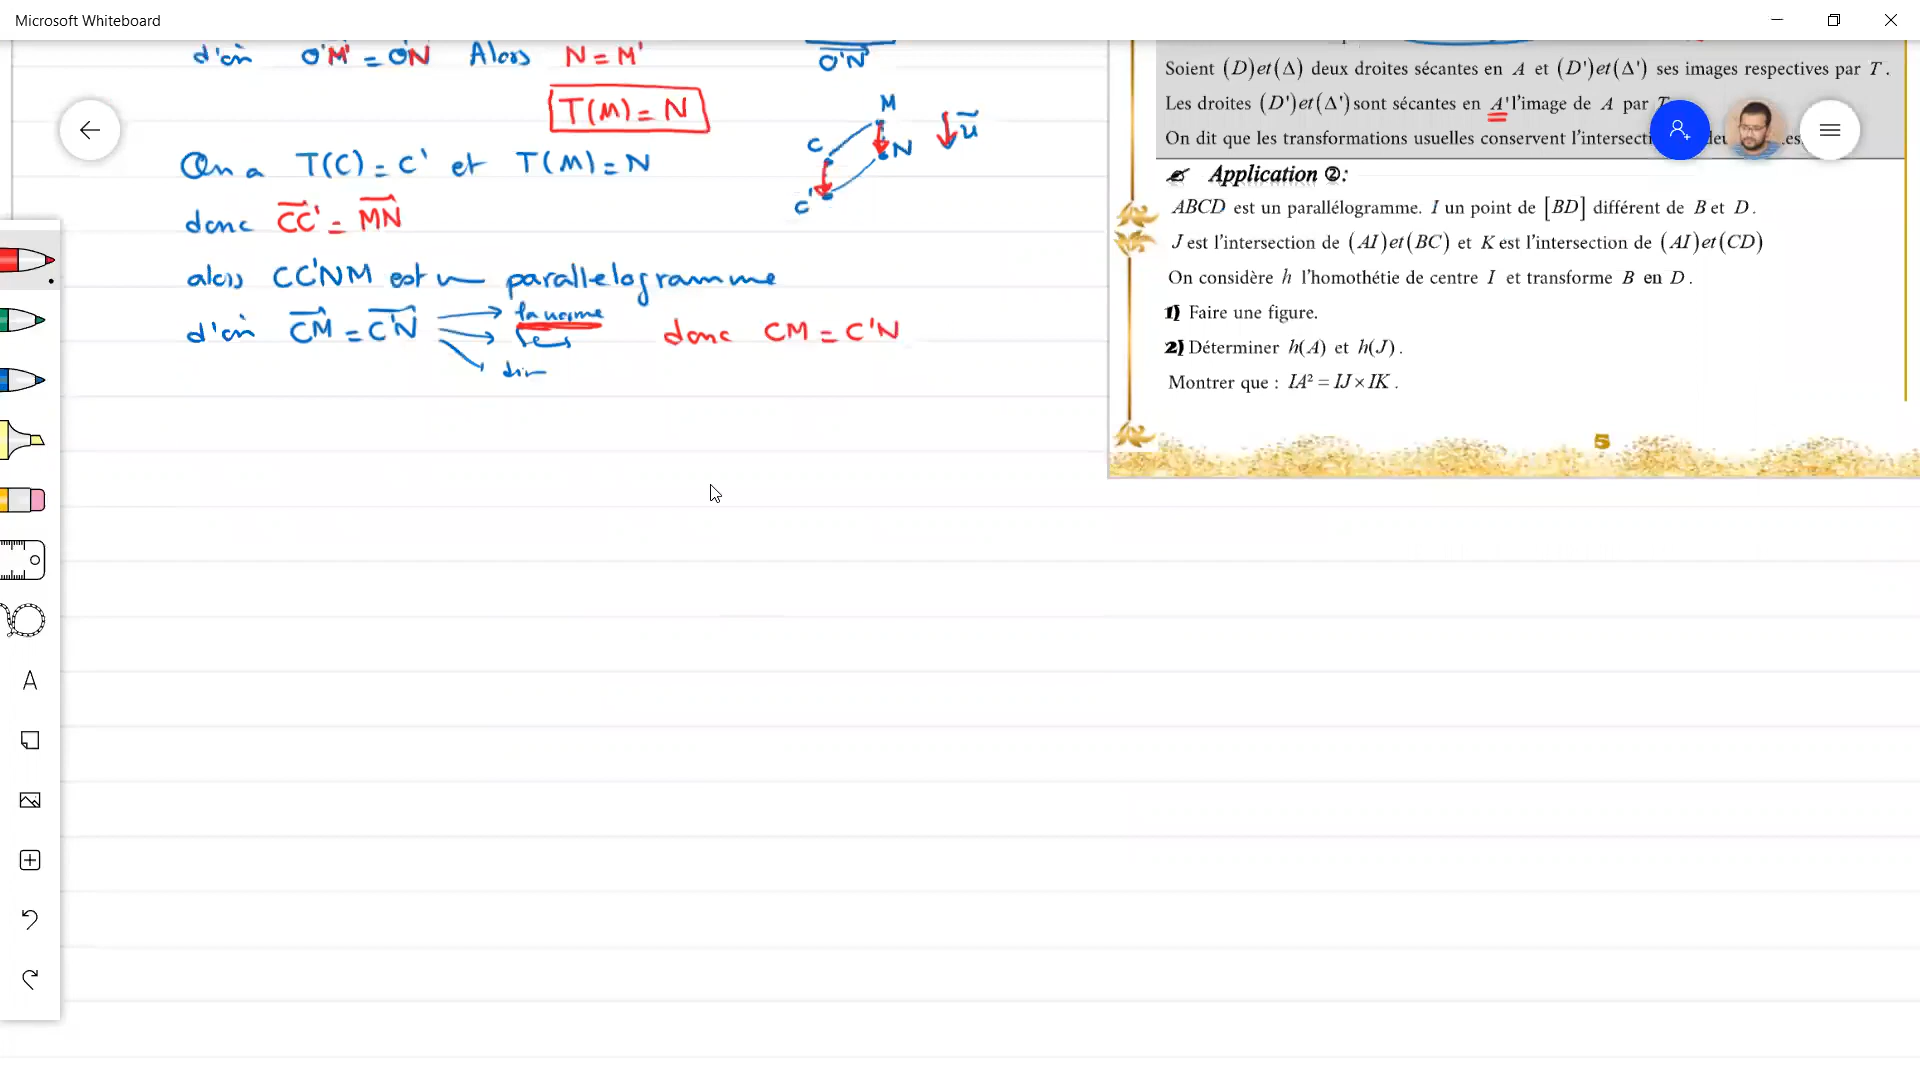 Microsoft Whiteboard
d'où O'M' = O'N Alors N = M'
O'N
T(M) = N
M
C
N
u
C'
On a T(C) = C' et T(M) = N
donc CC' = MN
alors CC'NM est un parallelogramme
d'où CM = C'N
la norme
sens
dir
donc CM = C'N
Soient (D)et(Δ) deux droites sécantes en A et (D')et(Δ') ses images respectives par T .
Les droites (D')et(Δ') sont sécantes en A' l'image de A par T
On dit que les transformations usuelles conservent l'intersecti
Application ②:
ABCD est un parallélogramme. I un point de [BD] différent de B et D .
J est l'intersection de (AI)et(BC) et K est l'intersection de (AI)et(CD)
On considère h l'homothétie de centre I et transforme B en D .
1) Faire une figure.
2) Déterminer h(A) et h(J) .
Montrer que : IA² = IJ × IK .
5
A